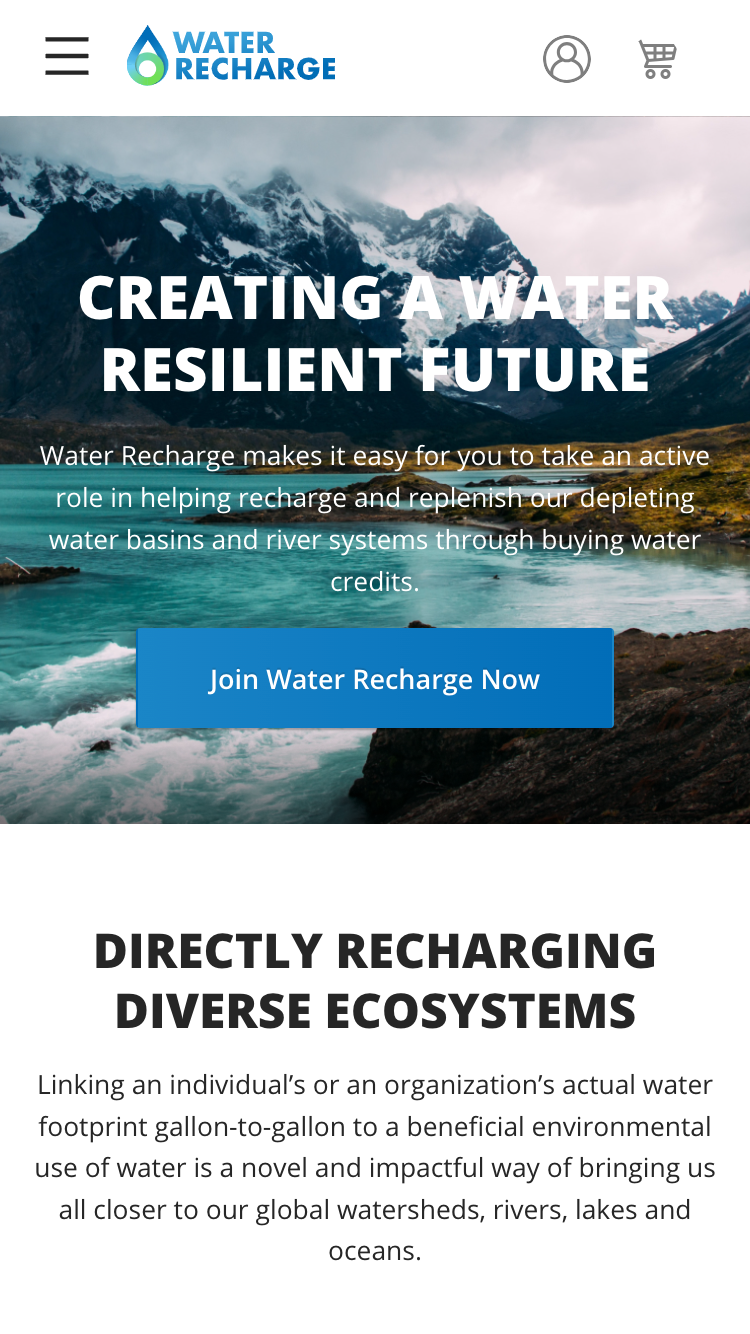 WATER
RECHARGE
CREATING A WATER
RESILIENT FUTURE
Water Recharge makes it easy for you to take an active
role in helping recharge and replenish our depleting
water basins and river systems through buying water
credits.
Join Water Recharge Now
DIRECTLY RECHARGING
DIVERSE ECOSYSTEMS
Linking an individual’s or an organization’s actual water
footprint gallon-to-gallon to a beneficial environmental
use of water is a novel and impactful way of bringing us
all closer to our global watersheds, rivers, lakes and
oceans.